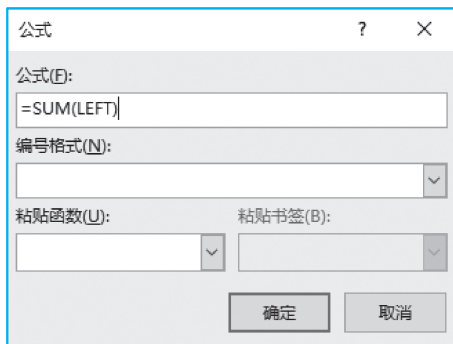 公式 ? ×
公式(F):
=SUM(LEFT)
编号格式(N):
粘贴函数(U): 粘贴书签(B):
确定 取消